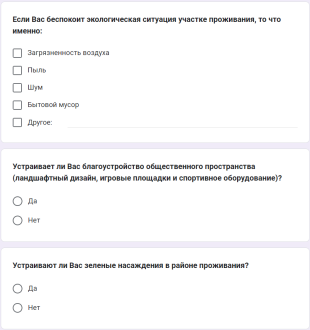 Если Вас беспокоит экологическая ситуация участке проживания, то что
именно:
Загрязненность воздуха
Пыль
Шум
Бытовой мусор
Другое:
Устраивает ли Вас благоустройство общественного пространства
(ландшафтный дизайн, игровые площадки и спортивное оборудование)?
Да
Нет
Устраивают ли Вас зеленые насаждения в районе проживания?
Да
Нет